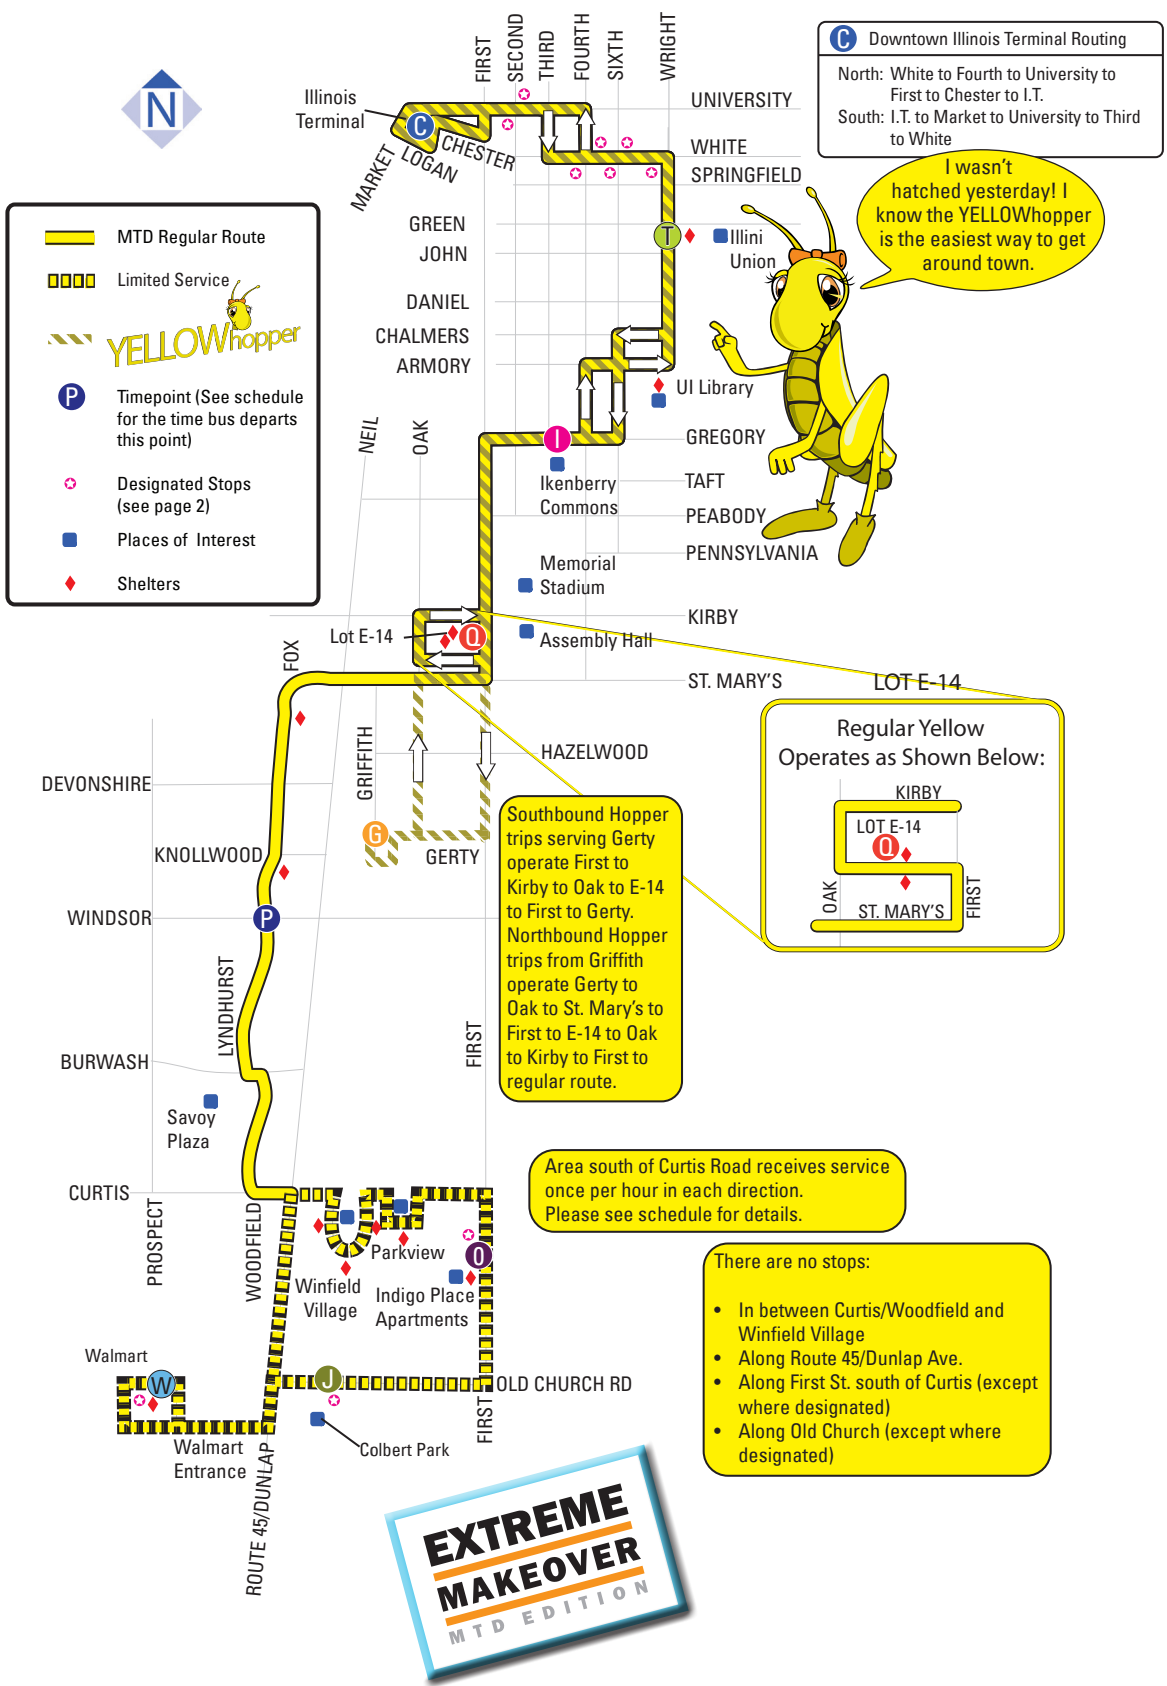 FIRST
SECOND
THIRD
FOURTH
SIXTH
WRIGHT
C Downtown Illinois Terminal Routing
North: White to Fourth to University to
First to Chester to I.T.
South: I.T. to Market to University to Third
to White
N
Illinois
Terminal
C
UNIVERSITY
WHITE
SPRINGFIELD
MARKET
LOGAN
CHESTER
I wasn't
hatched yesterday! I
know the YELLOWhopper
is the easiest way to get
around town.
MTD Regular Route
Limited Service
YELLOWhopper
P
Timepoint (See schedule
for the time bus departs
this point)
Designated Stops
(see page 2)
Places of Interest
Shelters
GREEN
JOHN
DANIEL
CHALMERS
ARMORY
T
Illini
Union
UI Library
NEIL
OAK
GREGORY
I
Ikenberry
Commons
TAFT
PEABODY
PENNSYLVANIA
Memorial
Stadium
KIRBY
Lot E-14
Q
Assembly Hall
FOX
ST. MARY'S
LOT E-14
Regular Yellow
Operates as Shown Below:
KIRBY
LOT E-14
Q
OAK
ST. MARY'S
FIRST
GRIFFITH
HAZELWOOD
DEVONSHIRE
G
GERTY
KNOLLWOOD
Southbound Hopper
trips serving Gerty
operate First to
Kirby to Oak to E-14
to First to Gerty.
Northbound Hopper
trips from Griffith
operate Gerty to
Oak to St. Mary's to
First to E-14 to Oak
to Kirby to First to
regular route.
WINDSOR
P
LYNDHURST
FIRST
BURWASH
Savoy
Plaza
CURTIS
PROSPECT
WOODFIELD
Area south of Curtis Road receives service
once per hour in each direction.
Please see schedule for details.
Parkview
O
Winfield
Village
Indigo Place
Apartments
There are no stops:
• In between Curtis/Woodfield and
Winfield Village
• Along Route 45/Dunlap Ave.
• Along First St. south of Curtis (except
where designated)
• Along Old Church (except where
designated)
Walmart
W
J
OLD CHURCH RD
FIRST
Walmart
Entrance
Colbert Park
ROUTE 45/DUNLAP
EXTREME
MAKEOVER
MTD EDITION